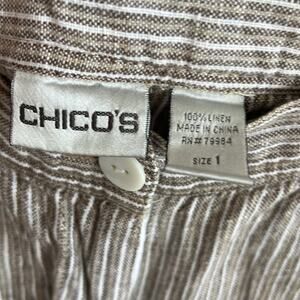 CHICO'S
100% LINEN
MADE IN CHINA
RN# 79984
SIZE 1